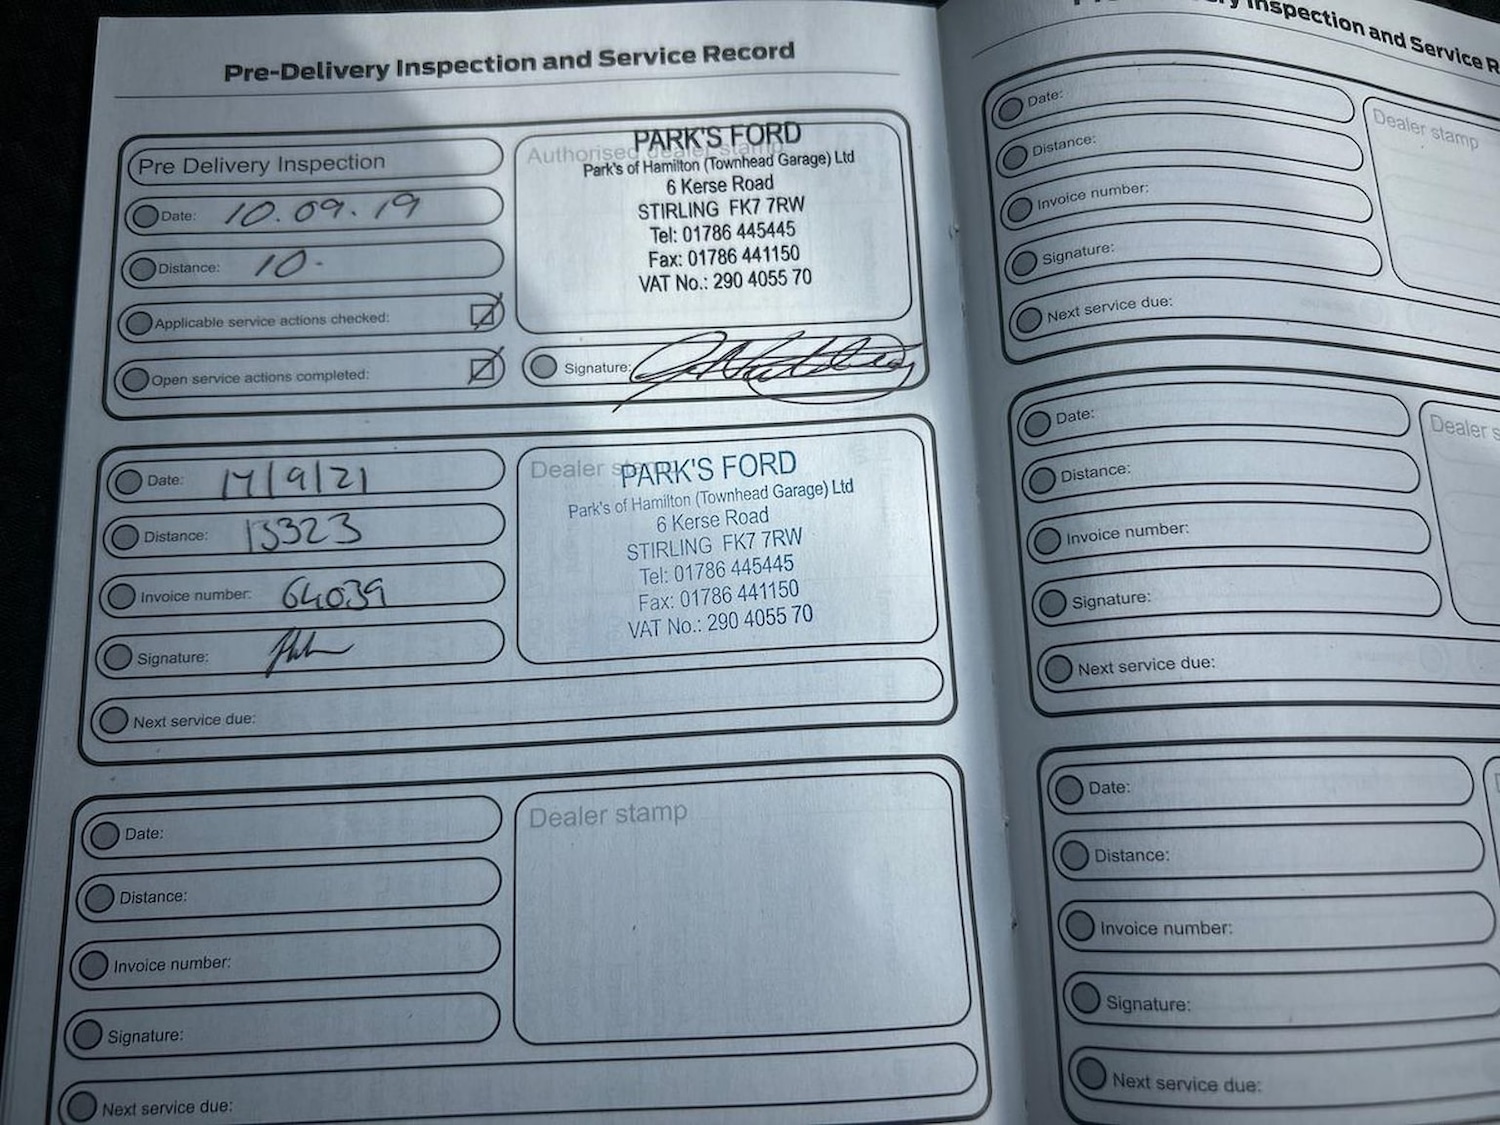 Pre-Delivery Inspection and Service Record
Pre Delivery Inspection
Date: 10.09.19
Distance: 10.
Applicable service actions checked:
Open service actions completed:
Authorised dealer stamp
PARK'S FORD
Park's of Hamilton (Townhead Garage) Ltd
6 Kerse Road
STIRLING FK7 7RW
Tel: 01786 445445
Fax: 01786 441150
VAT No.: 290 4055 70
Signature:
Date: 17/9/21
Distance: 15323
Invoice number: 64039
Signature:
Next service due:
Dealer stamp
PARK'S FORD
Park's of Hamilton (Townhead Garage) Ltd
6 Kerse Road
STIRLING FK7 7RW
Tel: 01786 445445
Fax: 01786 441150
VAT No.: 290 4055 70
Date:
Distance:
Invoice number:
Signature:
Next service due:
Dealer stamp
Inspection and Service R
Date:
Distance:
Invoice number:
Signature:
Next service due:
Dealer stamp
Date:
Distance:
Invoice number:
Signature:
Next service due:
Dealer s
Date:
Distance:
Invoice number:
Signature:
Next service due: